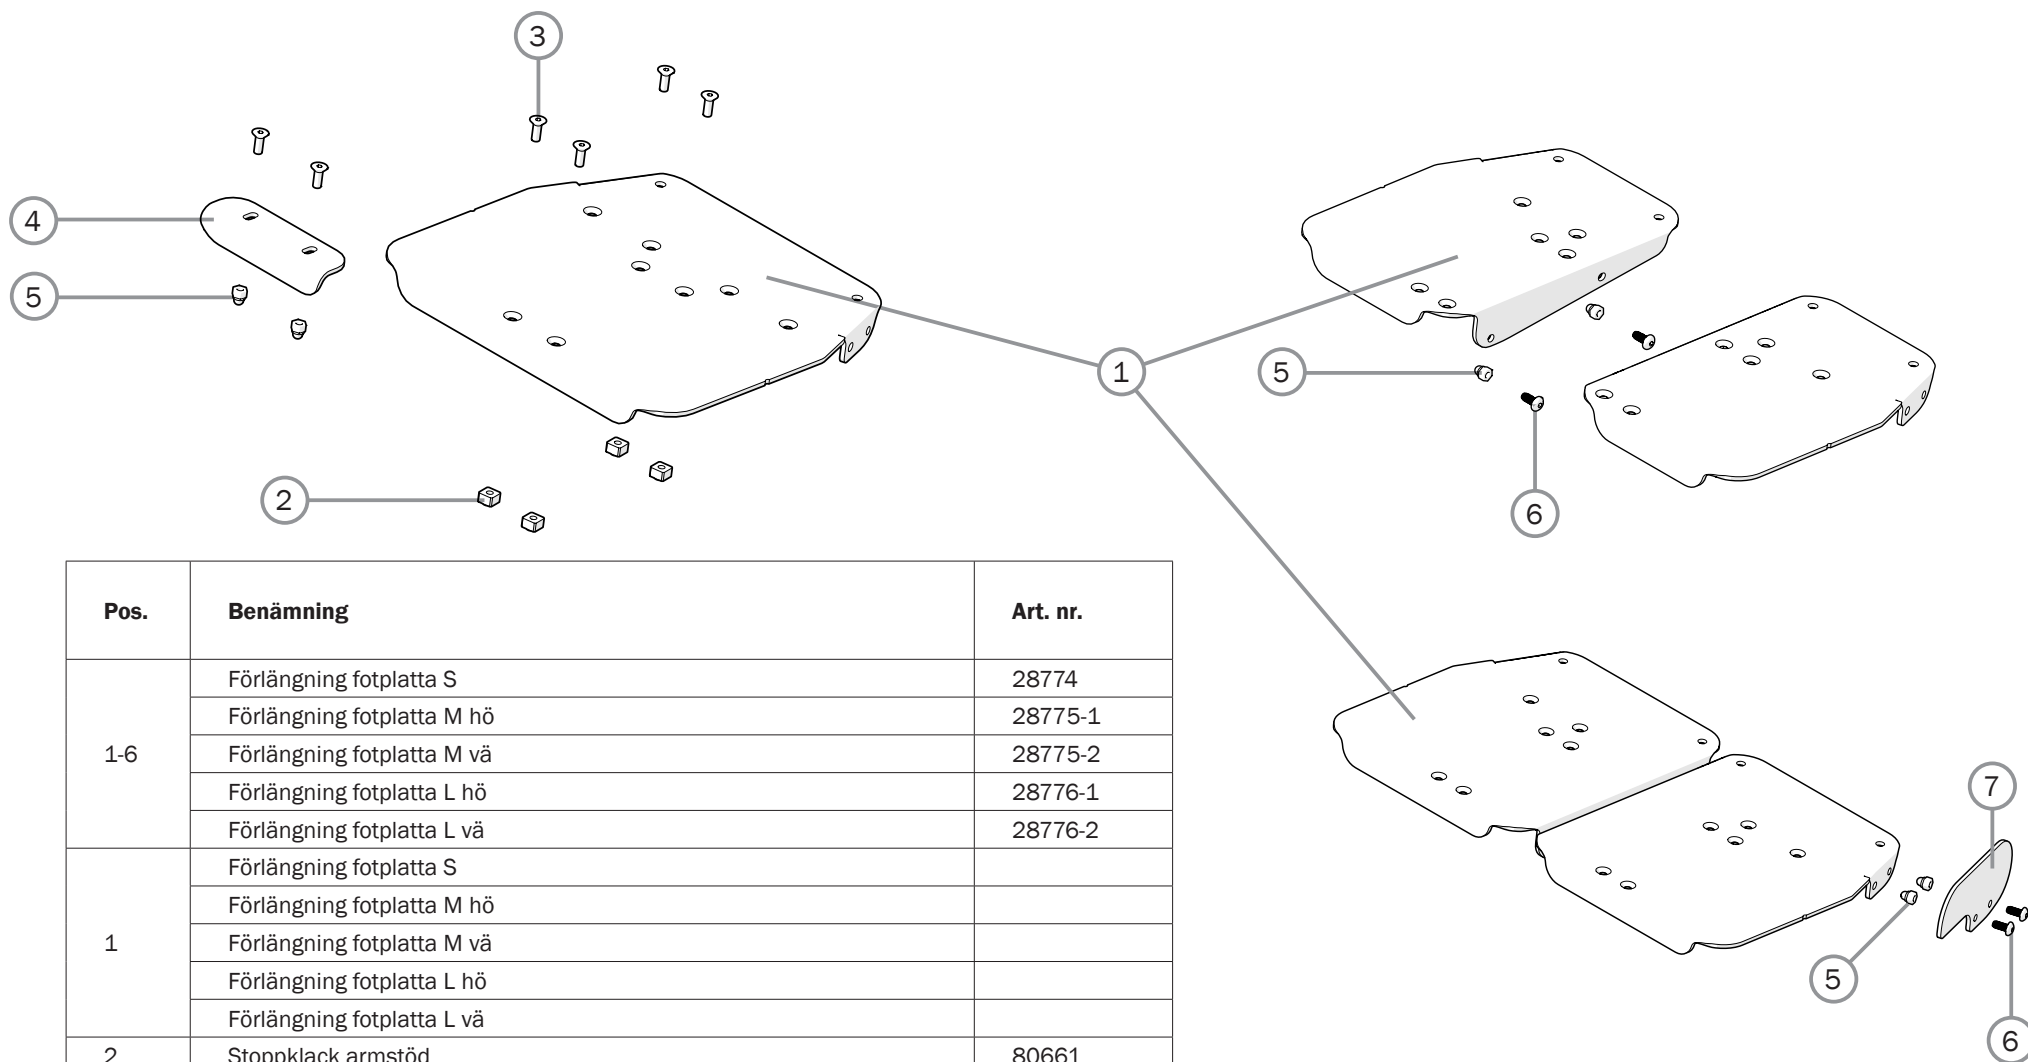 3
4
5
1
5
2
6
7
5
6
Pos. Benämning Art. nr.
1-6
Förlängning fotplatta S 28774
Förlängning fotplatta M hö 28775-1
Förlängning fotplatta M vä 28775-2
Förlängning fotplatta L hö 28776-1
Förlängning fotplatta L vä 28776-2
1
Förlängning fotplatta S
Förlängning fotplatta M hö
Förlängning fotplatta M vä
Förlängning fotplatta L hö
Förlängning fotplatta L vä
2 Stoppklack armstöd 80661